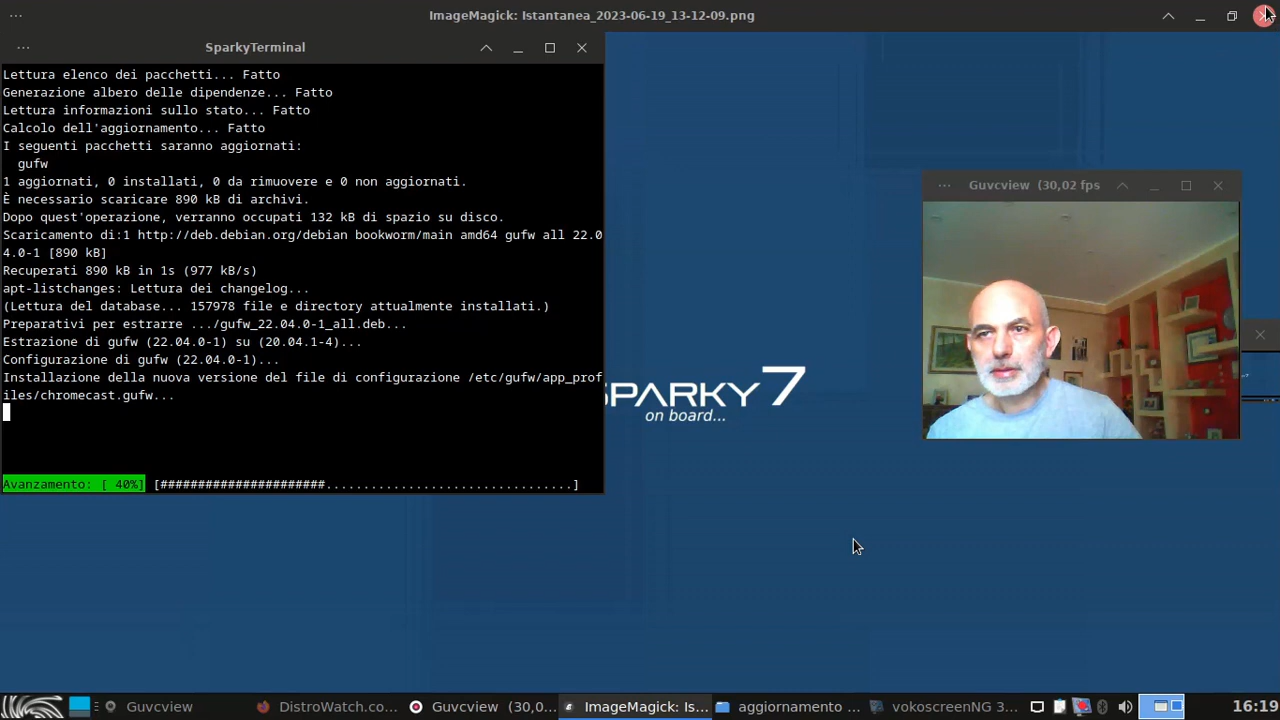 ImageMagick: Istantanea_2023-06-19_13-12-09.png
SparkyTerminal
Lettura elenco dei pacchetti... Fatto
Generazione albero delle dipendenze... Fatto
Lettura informazioni sullo stato... Fatto
Calcolo dell'aggiornamento... Fatto
I seguenti pacchetti saranno aggiornati:
  gufw
1 aggiornati, 0 installati, 0 da rimuovere e 0 non aggiornati.
È necessario scaricare 890 kB di archivi.
Dopo quest'operazione, verranno occupati 132 kB di spazio su disco.
Scaricamento di:1 http://deb.debian.org/debian bookworm/main amd64 gufw all 22.0
4.0-1 [890 kB]
Recuperati 890 kB in 1s (977 kB/s)
apt-listchanges: Lettura dei changelog...
(Lettura del database... 157978 file e directory attualmente installati.)
Preparativi per estrarre .../gufw_22.04.0-1_all.deb...
Estrazione di gufw (22.04.0-1) su (20.04.1-4)...
Configurazione di gufw (22.04.0-1)...
Installazione della nuova versione del file di configurazione /etc/gufw/app_prof
iles/chromecast.gufw...
Avanzamento: [ 40%] [######################.................................]
Guvcview (30,02 fps
SPARKY 7
on board...
Guvcview
DistroWatch.co...
Guvcview (30,0...
ImageMagick: Is...
aggiornamento ...
vokoscreenNG 3...
16:19